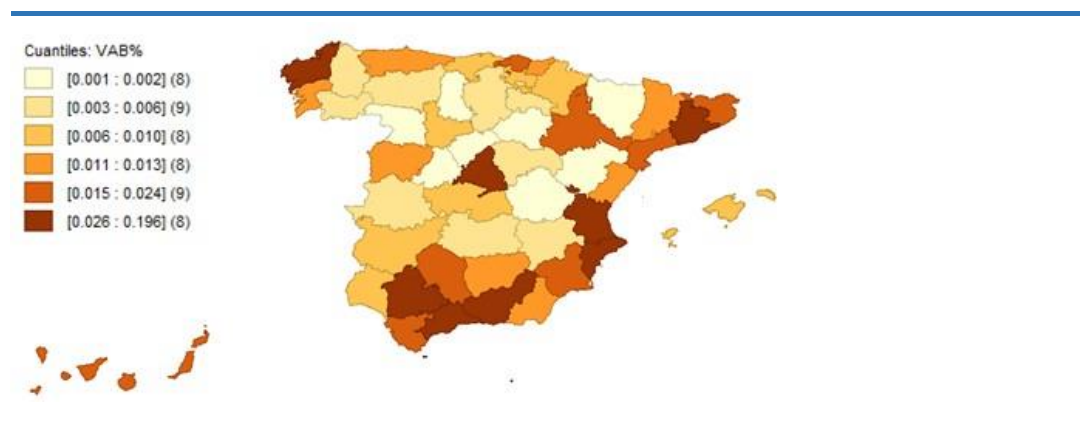 Cuantiles: VAB%
[0.001 : 0.002] (8)
[0.003 : 0.006] (9)
[0.006 : 0.010] (8)
[0.011 : 0.013] (8)
[0.015 : 0.024] (9)
[0.026 : 0.196] (8)